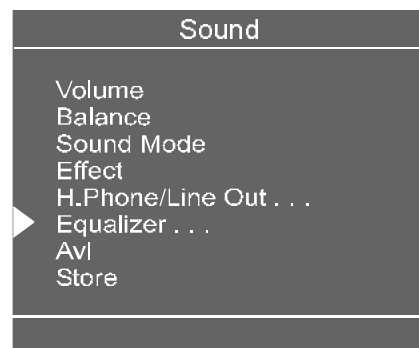 Sound
Volume
Balance
Sound Mode
Effect
H.Phone/Line Out . . .
Equalizer . . .
Avl
Store